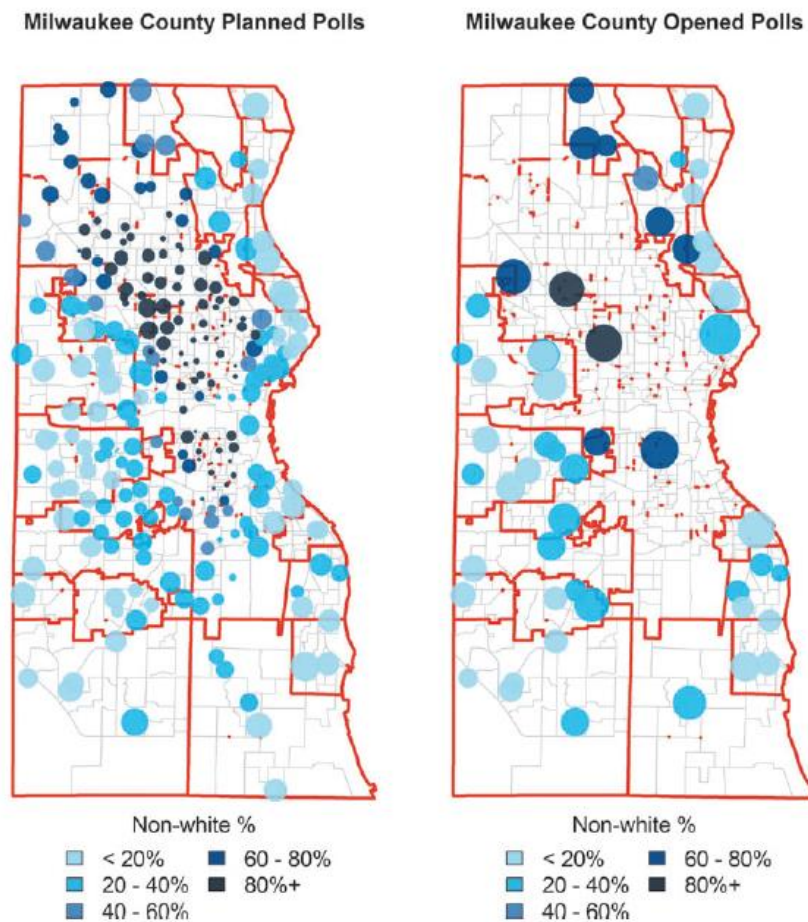 Milwaukee County Planned Polls
Milwaukee County Opened Polls
Non-white %
< 20%
60 - 80%
20 - 40%
80%+
40 - 60%
Non-white %
< 20%
60 - 80%
20 - 40%
80%+
40 - 60%